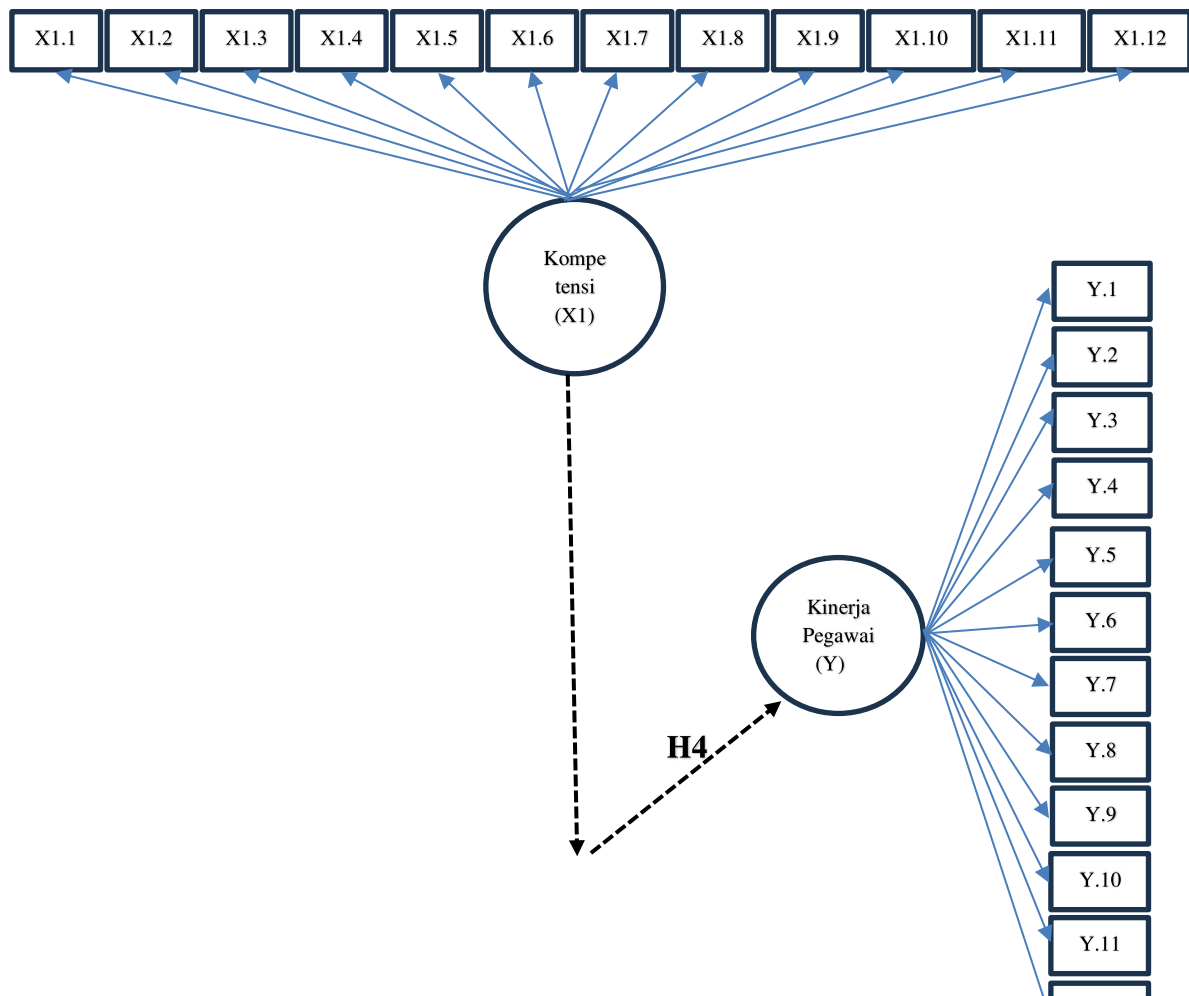 X1.1 X1.2 X1.3 X1.4 X1.5 X1.6 X1.7 X1.8 X1.9 X1.10 X1.11 X1.12
Kompe
tensi
(X1)
Y.1
Y.2
Y.3
Y.4
Y.5
Kinerja
Pegawai
(Y)
Y.6
Y.7
H4
Y.8
Y.9
Y.10
Y.11